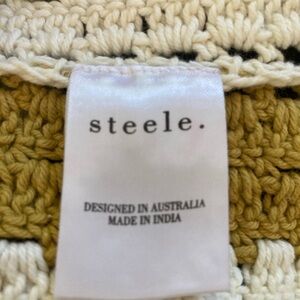 steele.
DESIGNED IN AUSTRALIA
MADE IN INDIA